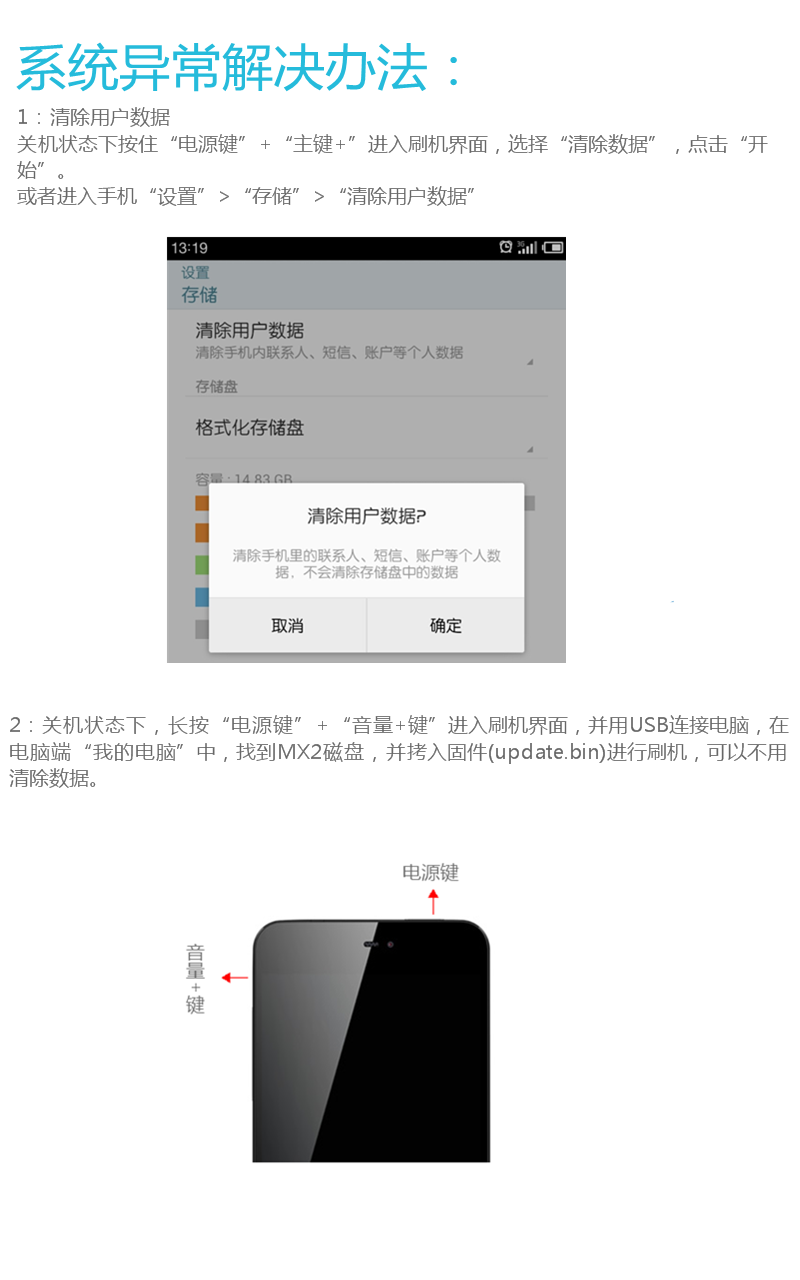 系统异常解决办法：
1：清除用户数据
关机状态下按住“电源键”+“主键+”进入刷机界面，选择“清除数据”，点击“开
始”。
或者进入手机“设置”>“存储”>“清除用户数据”
13:19
3G
设置
存储
清除用户数据
清除手机内联系人、短信、账户等个人数据
存储盘
格式化存储盘
容量：14.83 GB
清除用户数据?
清除手机里的联系人、短信、账户等个人数
据，不会清除存储盘中的数据
取消
确定
2：关机状态下，长按“电源键”+“音量+键”进入刷机界面，并用USB连接电脑，在
电脑端“我的电脑”中，找到MX2磁盘，并拷入固件(update.bin)进行刷机，可以不用
清除数据。
电源键
音量+键